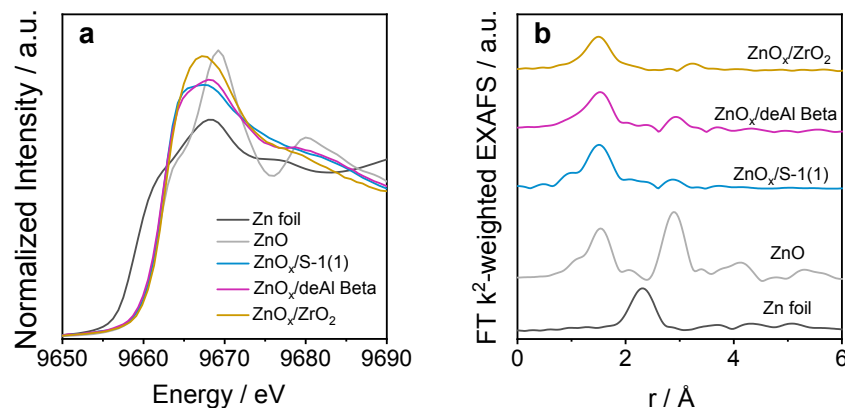 a
Normalized Intensity / a.u.
Zn foil
ZnO
ZnOₓ/S-1(1)
ZnOₓ/deAl Beta
ZnOₓ/ZrO₂
9650 9660 9670 9680 9690
Energy / eV
b
FT k²-weighted EXAFS / a.u.
ZnOₓ/ZrO₂
ZnOₓ/deAl Beta
ZnOₓ/S-1(1)
ZnO
Zn foil
0 2 4 6
r / Å